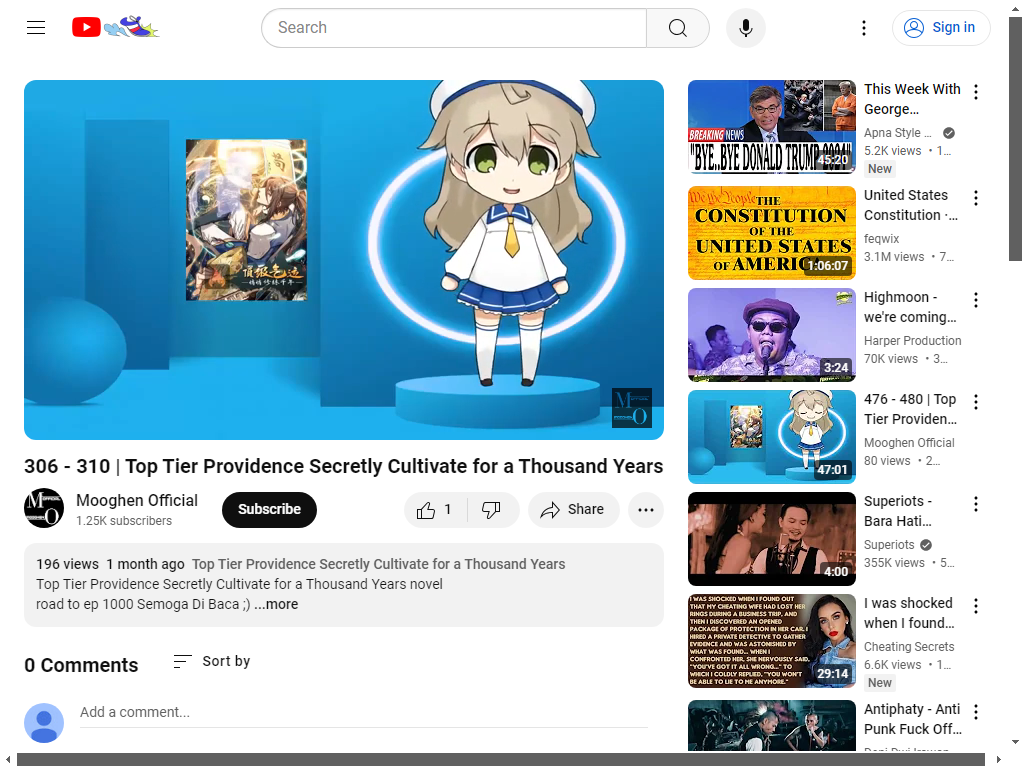 Search
Sign in
306 - 310 | Top Tier Providence Secretly Cultivate for a Thousand Years
Mooghen Official
1.25K subscribers
Subscribe
1
Share
196 views 1 month ago Top Tier Providence Secretly Cultivate for a Thousand Years
Top Tier Providence Secretly Cultivate for a Thousand Years novel
road to ep 1000 Semoga Di Baca ;) ...more
0 Comments
Sort by
Add a comment...
BREAKING NEWS
"BYE..BYE DONALD TRUMP 2024"
45:20
This Week With
George…
Apna Style ...
5.2K views • 1...
New
We the People THE
CONSTITUTION
OF THE
UNITED STATES
OF AMERICA
1:06:07
United States
Constitution ·…
feqwix
3.1M views • 7...
3:24
Highmoon -
we're coming…
Harper Production
70K views • 3...
47:01
476 - 480 | Top
Tier Providen…
Mooghen Official
80 views • 2...
4:00
Superiots -
Bara Hati…
Superiots
355K views • 5...
I WAS SHOCKED WHEN I FOUND OUT
THAT MY CHEATING WIFE HAD LOST HER
RINGS DURING A BUSINESS TRIP, AND
THEN I DISCOVERED AN OPENED
PACKAGE OF PROTECTION IN HER CAR. I
HIRED A PRIVATE DETECTIVE TO GATHER
EVIDENCE AND WAS ASTONISHED BY
WHAT WAS FOUND... WHEN I
CONFRONTED HER, SHE NERVOUSLY SAID,
"YOU'VE GOT IT ALL WRONG..." TO
WHICH I COLDLY REPLIED, "YOU WON'T
BE ABLE TO LIE TO ME ANYMORE."
29:14
I was shocked
when I found…
Cheating Secrets
6.6K views • 1...
New
Antiphaty - Anti
Punk Fuck Off…